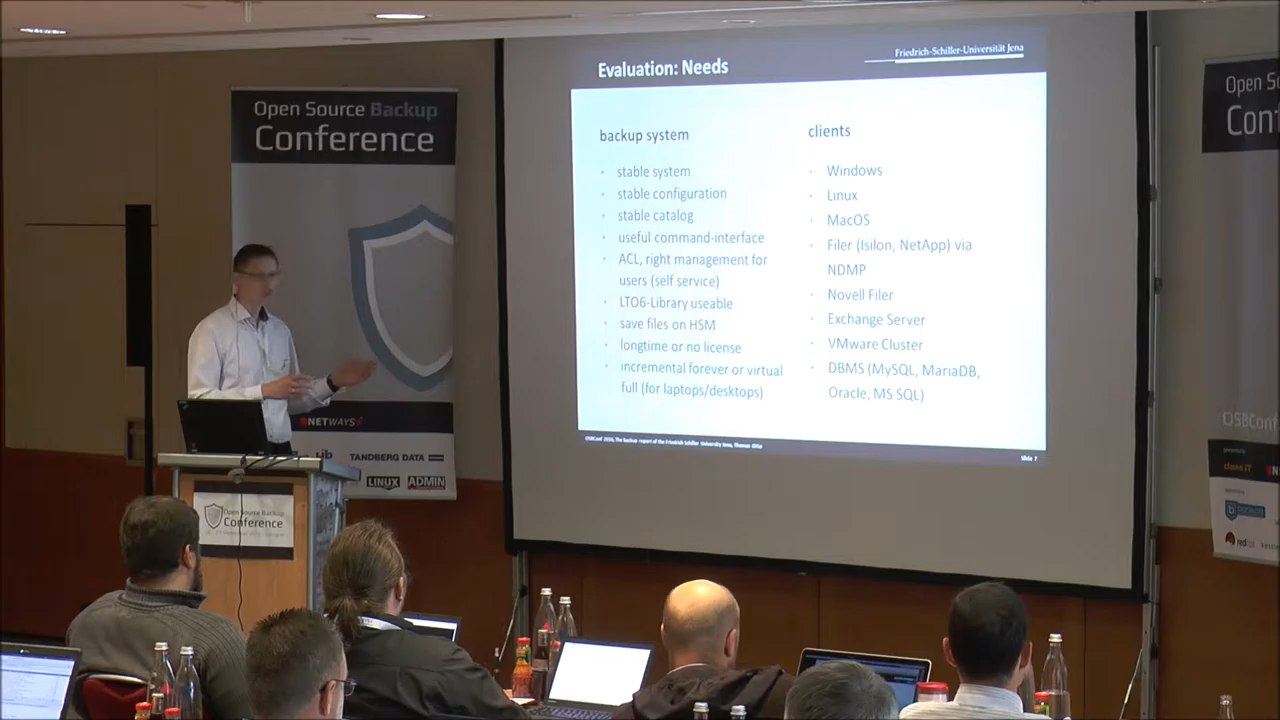 Open Source Backup
Conference
NETWAYS
TANDBERG DATA
LINUX
ADMIN
Open Source Backup
Conference
Friedrich-Schiller-Universität Jena
Evaluation: Needs
backup system
· stable system
· stable configuration
· stable catalog
· useful command-interface
· ACL, right management for
users (self service)
· LTO6-Library useable
· save files on HSM
· longtime or no license
· incremental forever or virtual
full (for laptops/desktops)
clients
· Windows
· Linux
· MacOS
· Filer (Isilon, NetApp) via
NDMP
· Novell Filer
· Exchange Server
· VMware Cluster
· DBMS (MySQL, MariaDB,
Oracle, MS SQL)
Slide 7
Open
Con
OSBConf